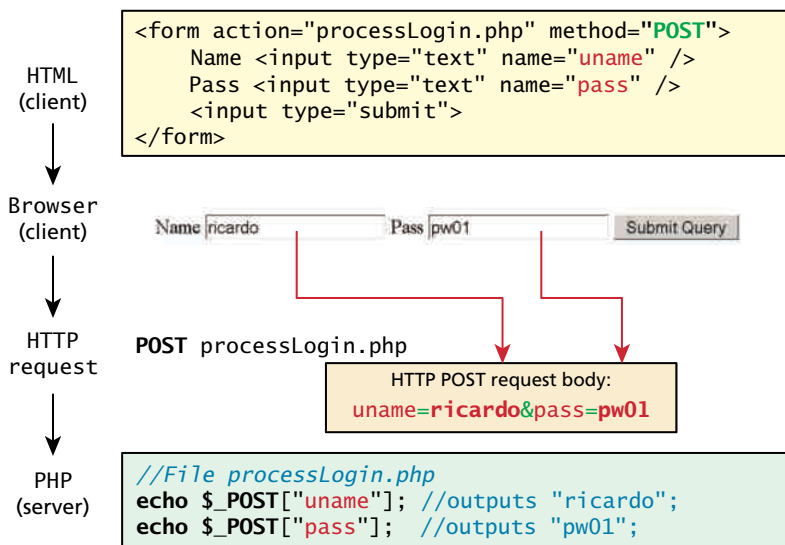 <form action="processLogin.php" method="POST">
Name <input type="text" name="uname" />
Pass <input type="text" name="pass" />
<input type="submit">
</form>
HTML
(client)
Browser
(client)
Name ricardo Pass pw01 Submit Query
HTTP
request
POST processLogin.php
HTTP POST request body:
uname=ricardo&pass=pw01
PHP
(server)
//File processLogin.php
echo $_POST["uname"]; //outputs "ricardo";
echo $_POST["pass"]; //outputs "pw01";